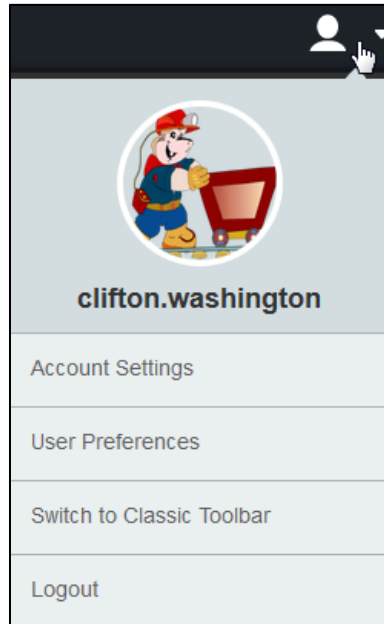 clifton.washington
Account Settings
User Preferences
Switch to Classic Toolbar
Logout